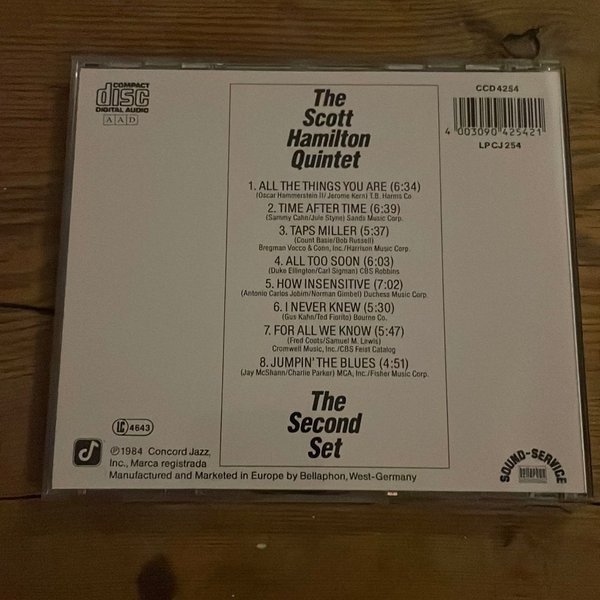 COMPACT
disc
DIGITAL AUDIO
AAD
The
Scott
Hamilton
Quintet
CCD 4254
4 003090 425421
LP CJ 254
1. ALL THE THINGS YOU ARE (6:34)
(Oscar Hammerstein II/Jerome Kern) T.B. Harms Co
2. TIME AFTER TIME (6:39)
(Sammy Cahn/Jule Styne) Sands Music Corp.
3. TAPS MILLER (5:37)
(Count Basie/Bob Russell)
Bregman Vocco & Conn, Inc./Harrison Music Corp.
4. ALL TOO SOON (6:03)
(Duke Ellington/Carl Sigman) CBS Robbins
5. HOW INSENSITIVE (7:02)
(Antonio Carlos Jobim/Norman Gimbel) Duchess Music Corp.
6. I NEVER KNEW (5:30)
(Gus Kahn/Ted Fiorito) Bourne Co.
7. FOR ALL WE KNOW (5:47)
(Fred Coots/Samuel M. Lewis)
Cromwell Music, Inc./CBS Feist Catalog
8. JUMPIN' THE BLUES (4:51)
(Jay McShann/Charlie Parker) MCA, Inc./Fisher Music Corp.
The
Second
Set
LC 4643
℗1984 Concord Jazz,
Inc., Marca registrada
Manufactured and Marketed in Europe by Bellaphon, West-Germany
SOUND-SERVICE
bellaphon